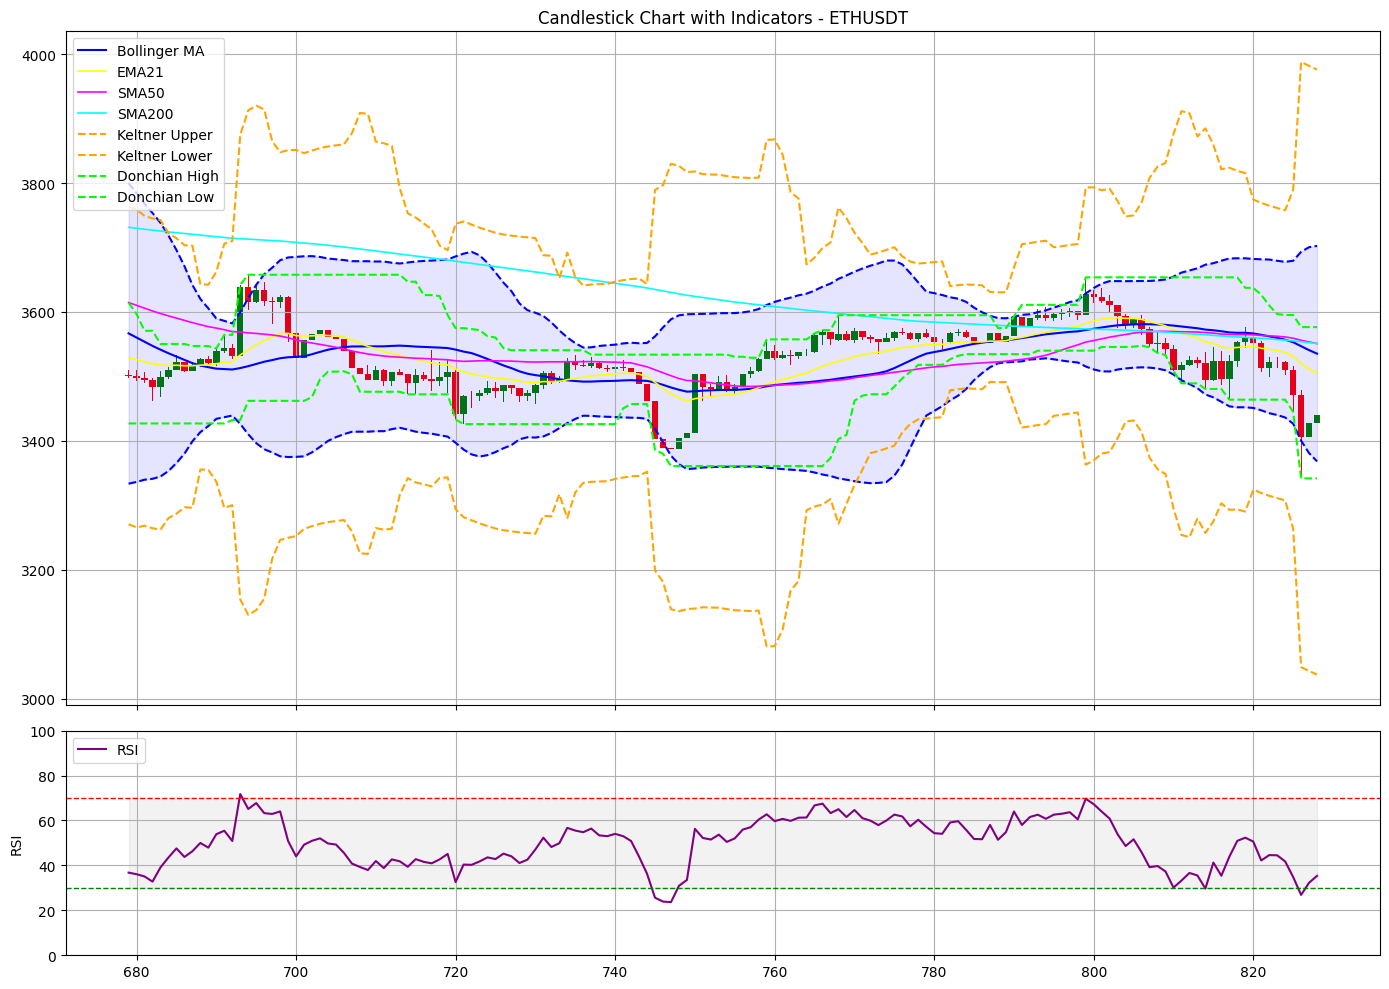 Candlestick Chart with Indicators - ETHUSDT
4000
3800
3600
3400
3200
3000
Bollinger MA
EMA21
SMA50
SMA200
Keltner Upper
Keltner Lower
Donchian High
Donchian Low
RSI
100
80
60
40
20
0
RSI
680 700 720 740 760 780 800 820